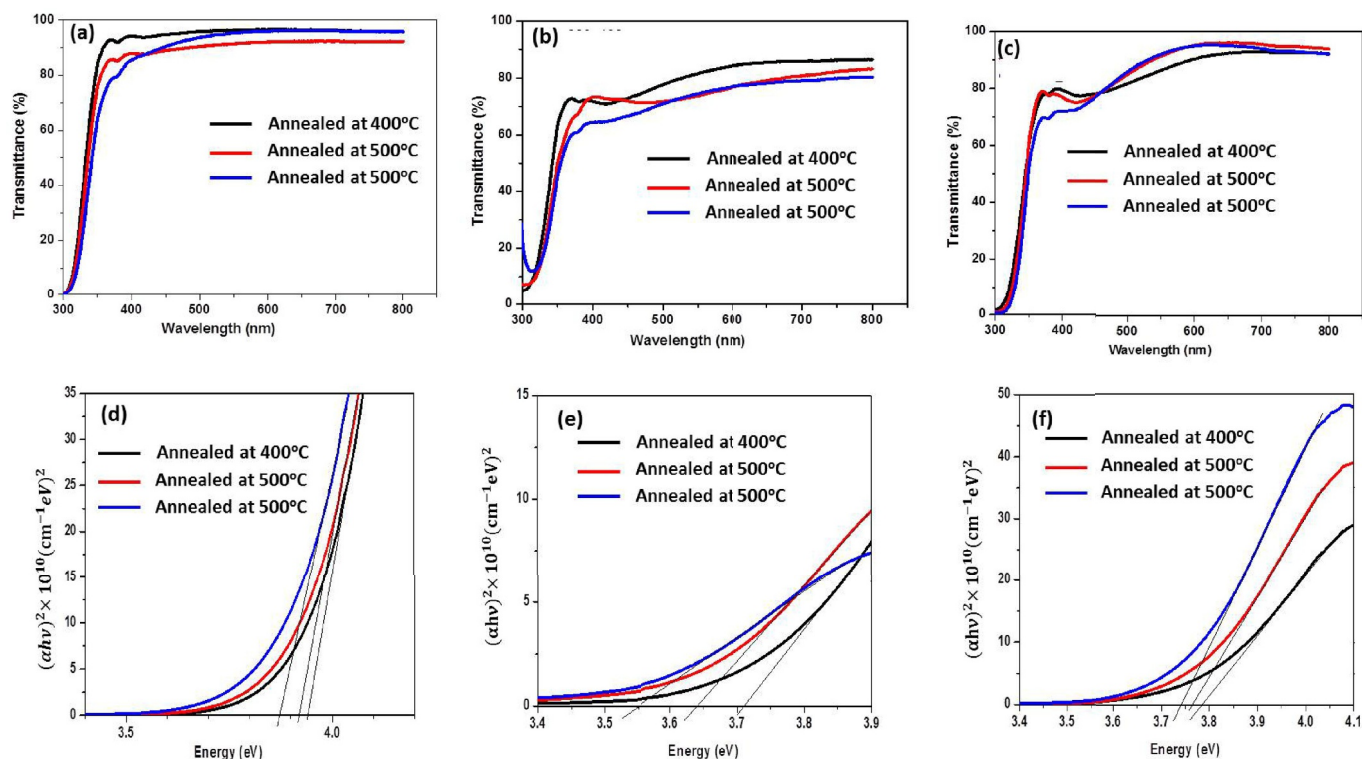 (a)
100
80
60
40
20
0
Transmittance (%)
Annealed at 400°C
Annealed at 500°C
Annealed at 500°C
300 400 500 600 700 800
Wavelength (nm)
(b)
100
80
60
40
20
0
Transmittance (%)
Annealed at 400°C
Annealed at 500°C
Annealed at 500°C
300 400 500 600 700 800
Wavelength (nm)
(c)
100
80
60
40
20
0
Transmittance (%)
Annealed at 400°C
Annealed at 500°C
Annealed at 500°C
300 400 500 600 700 800
Wavelength (nm)
(d)
35
30
25
20
15
10
5
0
(αhν)²× 10¹⁰(cm⁻¹eV)²
Annealed at 400°C
Annealed at 500°C
Annealed at 500°C
3.5 4.0
Energy (eV)
(e)
15
10
5
0
(αhν)²× 10¹⁰(cm⁻¹eV)²
Annealed at 400°C
Annealed at 500°C
Annealed at 500°C
3.4 3.5 3.6 3.7 3.8 3.9
Energy (eV)
(f)
50
40
30
20
10
0
(αhν)²× 10¹⁰(cm⁻¹eV)²
Annealed at 400°C
Annealed at 500°C
Annealed at 500°C
3.4 3.5 3.6 3.7 3.8 3.9 4.0 4.1
Energy (eV)